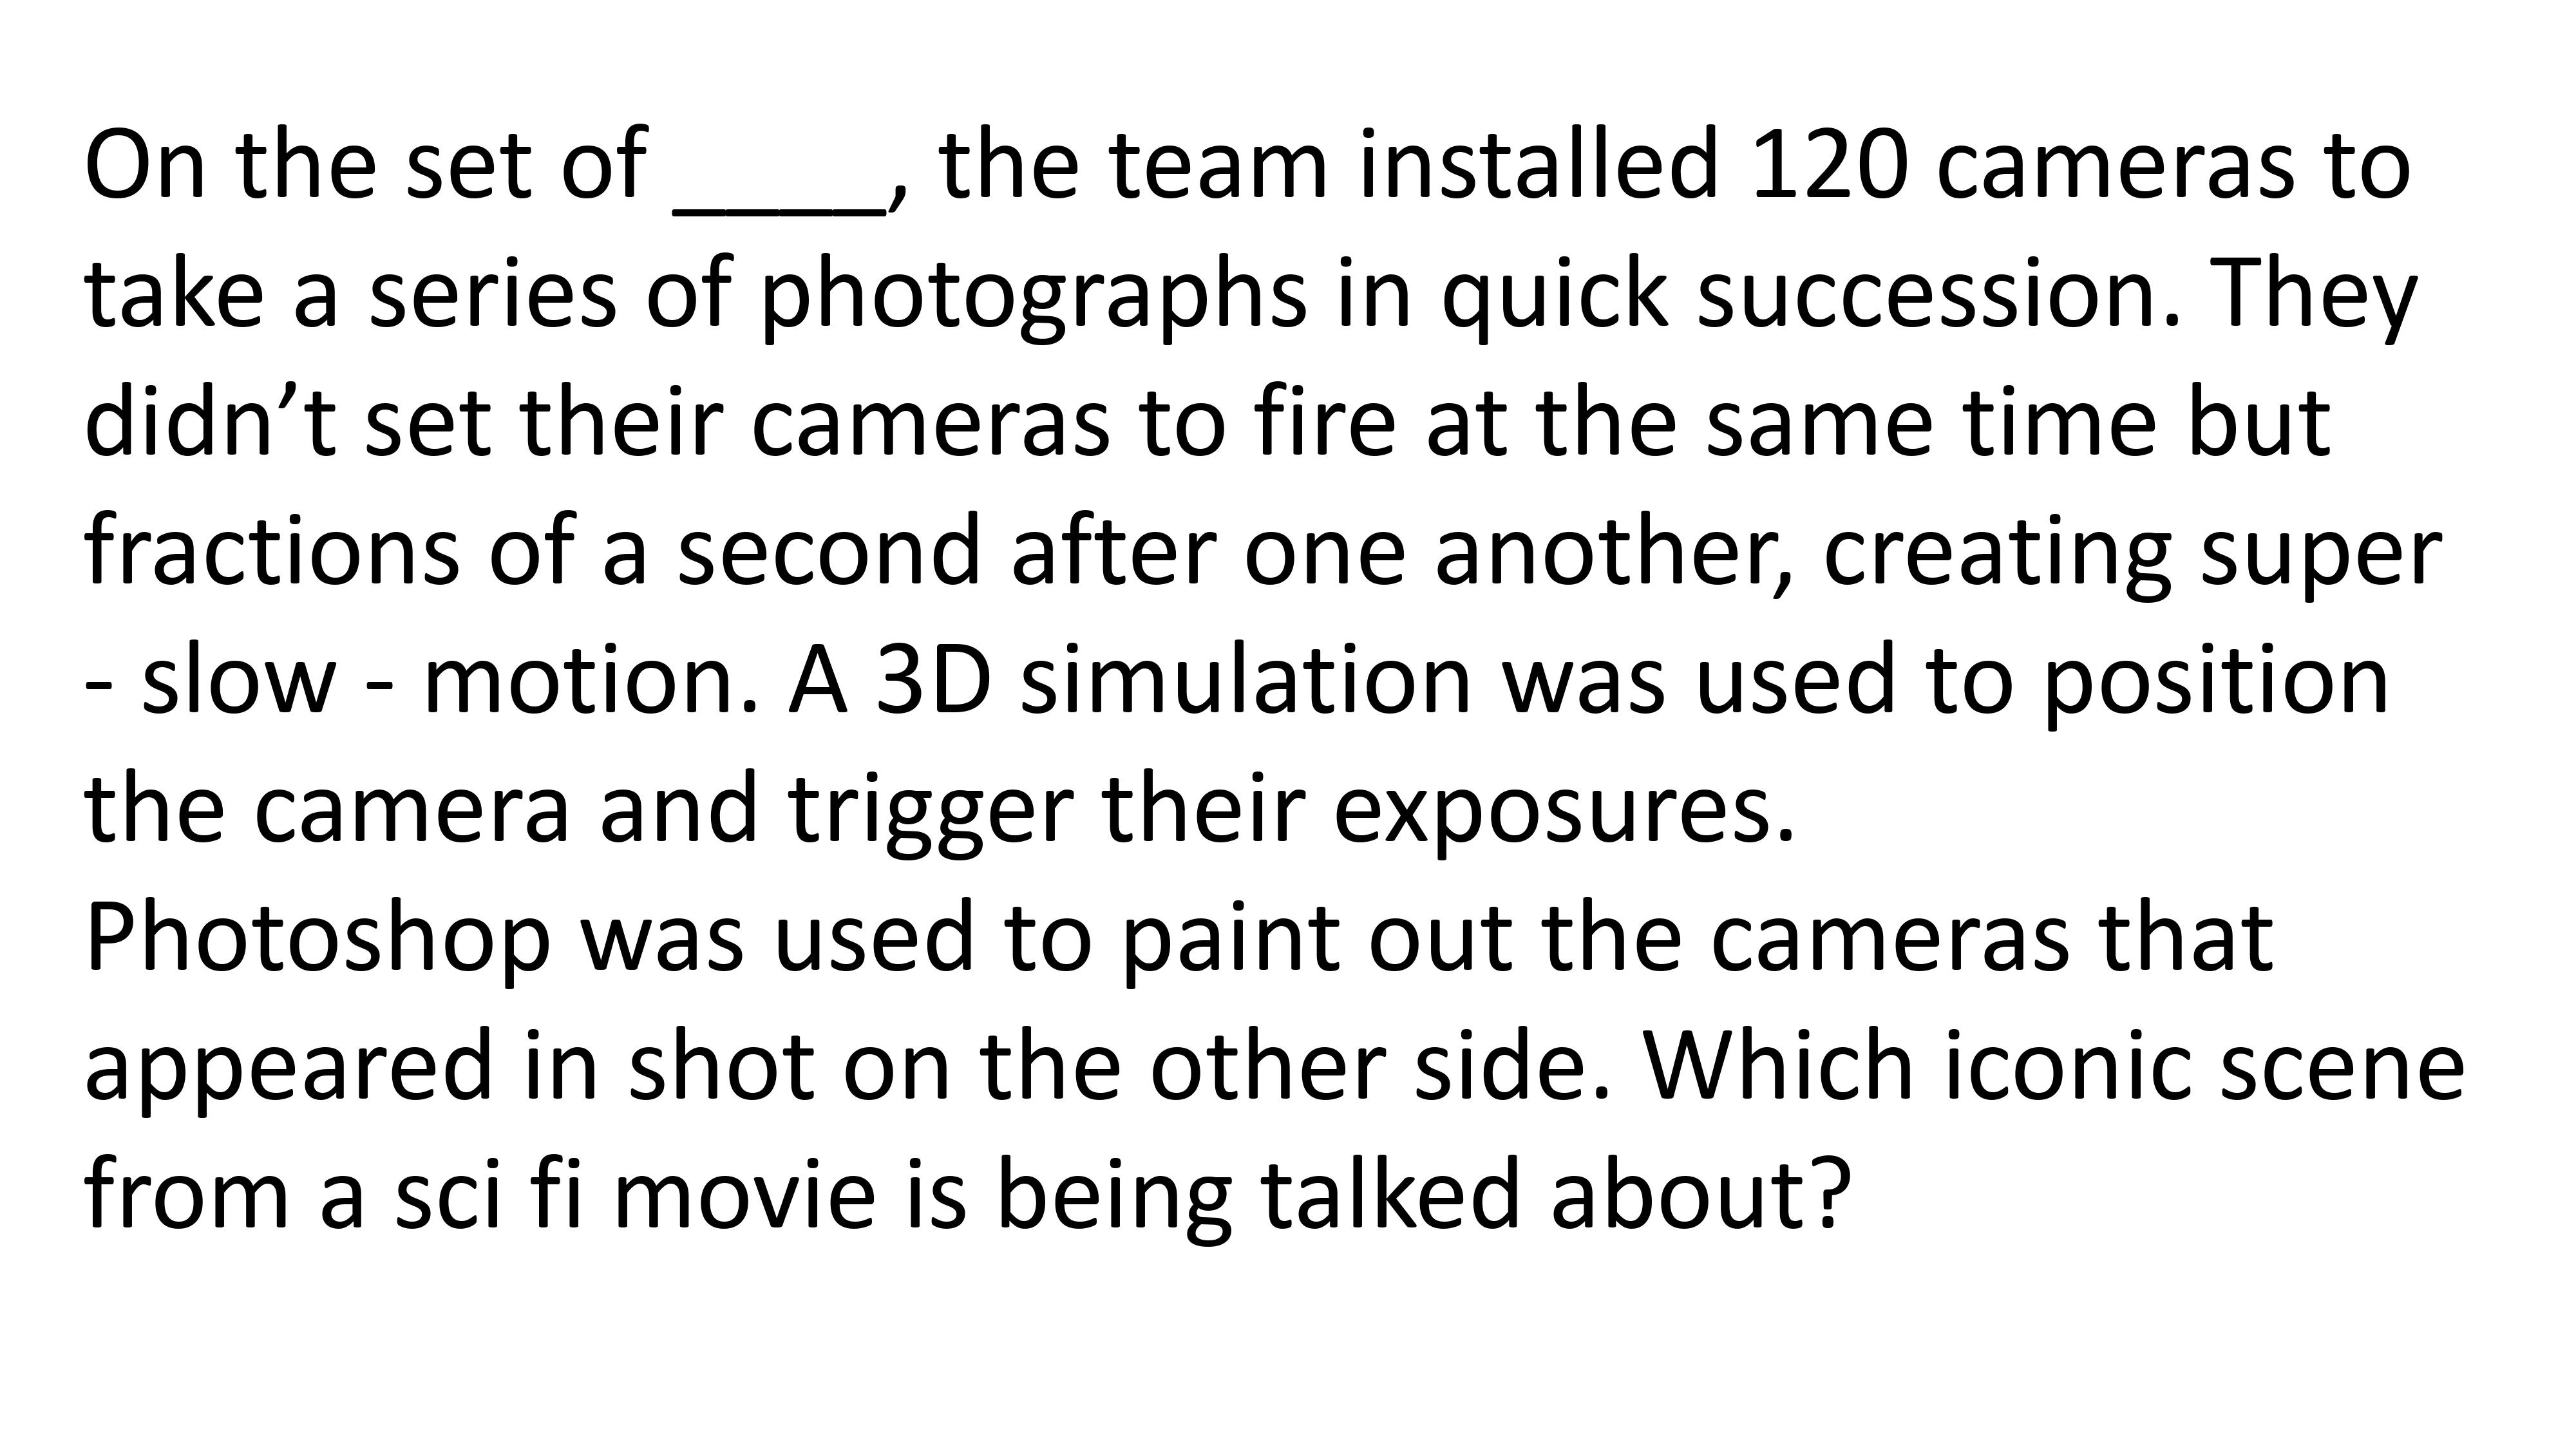 On the set of ____, the team installed 120 cameras to
take a series of photographs in quick succession. They
didn’t set their cameras to fire at the same time but
fractions of a second after one another, creating super
- slow - motion. A 3D simulation was used to position
the camera and trigger their exposures.
Photoshop was used to paint out the cameras that
appeared in shot on the other side. Which iconic scene
from a sci fi movie is being talked about?